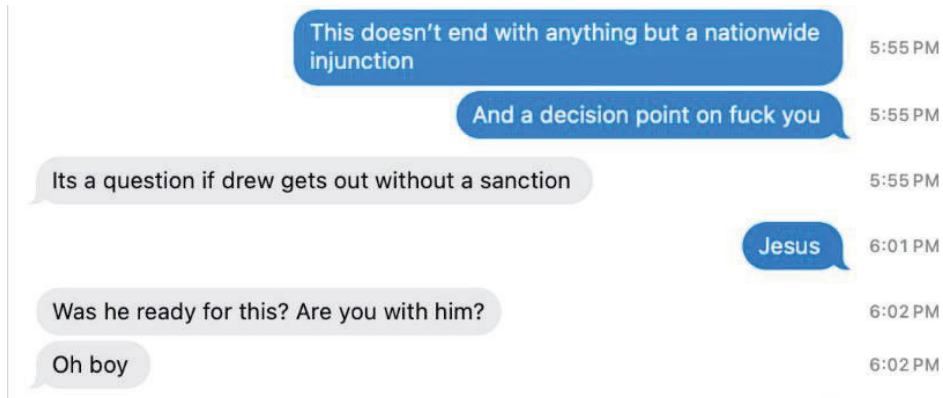 This doesn't end with anything but a nationwide
injunction
5:55 PM
And a decision point on fuck you
5:55 PM
Its a question if drew gets out without a sanction
5:55 PM
Jesus
6:01 PM
Was he ready for this? Are you with him?
6:02 PM
Oh boy
6:02 PM